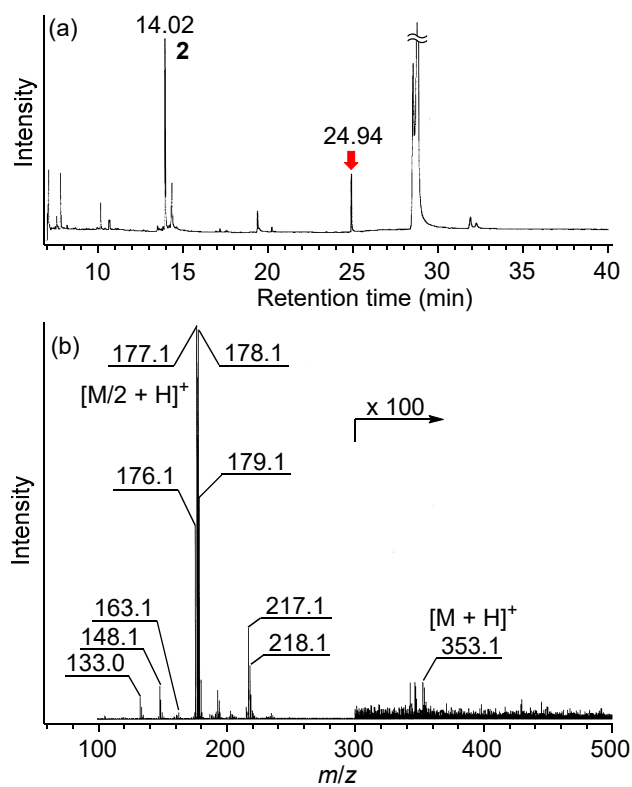 (a)
14.02
2
24.94
Intensity
10 15 20 25 30 35 40
Retention time (min)
(b)
177.1 178.1
[M/2 + H]+
x 100
176.1 179.1
163.1 217.1
148.1 218.1
133.0
[M + H]+
353.1
Intensity
100 200 300 400 500
m/z